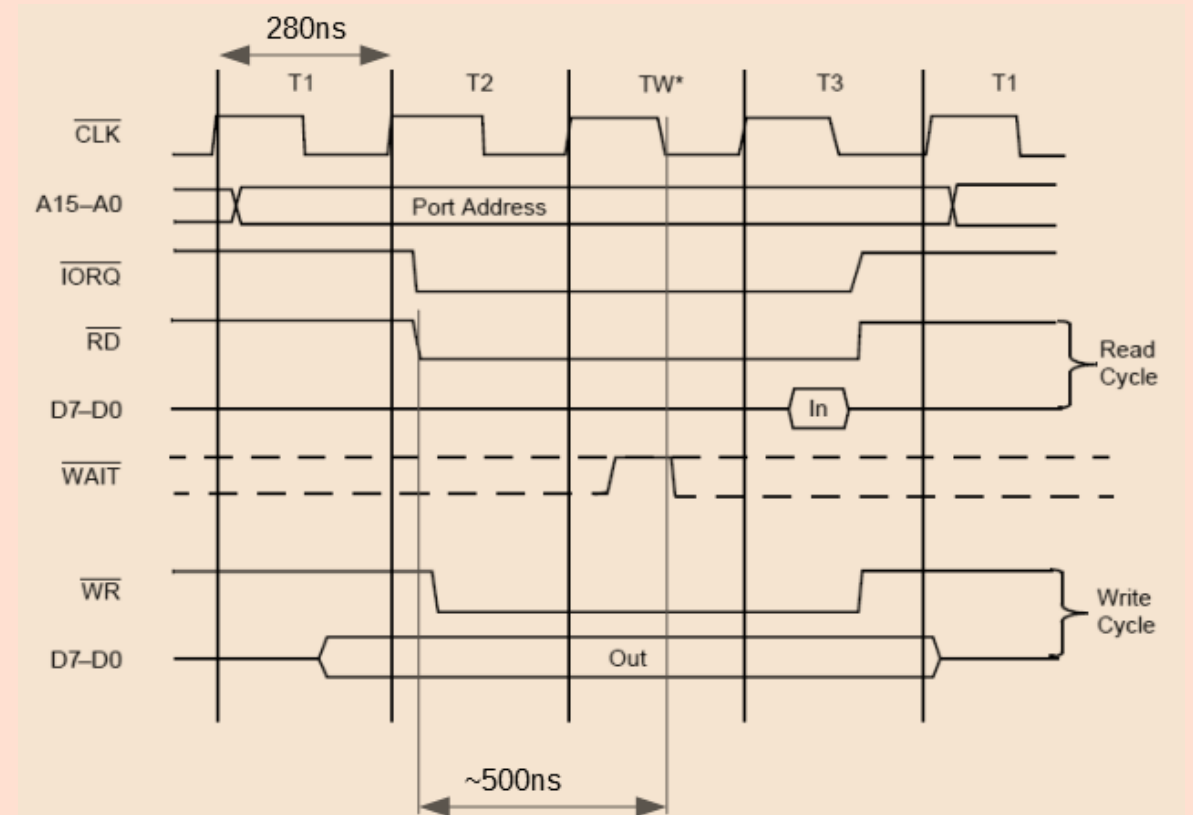 280ns
T1 T2 TW* T3 T1
CLK
A15–A0 Port Address
IORQ
RD
Read
Cycle
D7–D0 In
WAIT
WR
Write
Cycle
D7–D0 Out
~500ns